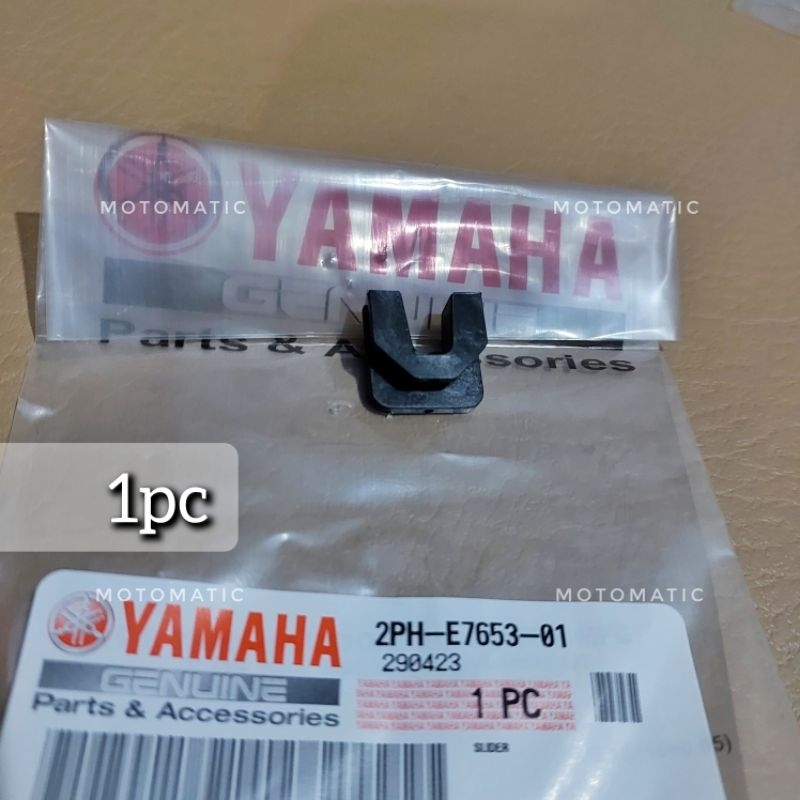 MOTOMATIC MOTOMATIC
YAMAHA
GENUINE
Parts & Accessories
1pc
MOTOMATIC MOTOMATIC
YAMAHA
GENUINE
Parts & Accessories
2PH-E7653-01
290423
1 PC
SLIDER
5)